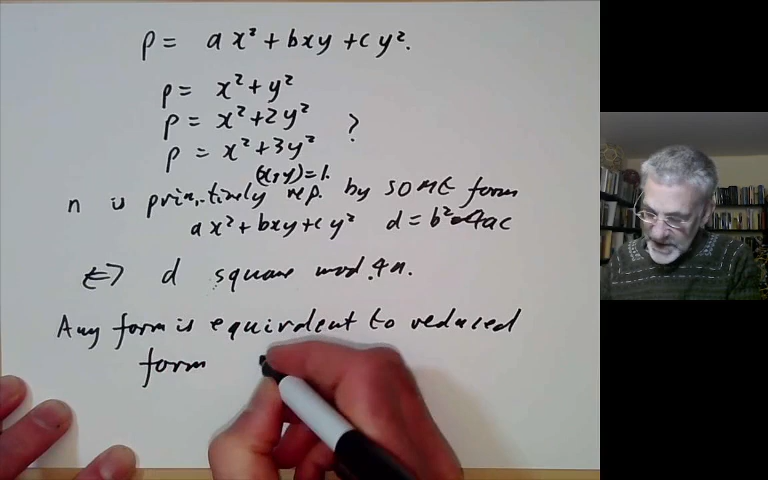 p = ax² + bxy + cy².
p = x² + y²
p = x² + 2y² ?
p = x² + 3y²
(x,y)=1.
n is primitively rep. by SOME form
ax² + bxy + cy² d = b² - 4ac
<=> d square mod 4n.
Any form is equivalent to reduced
form